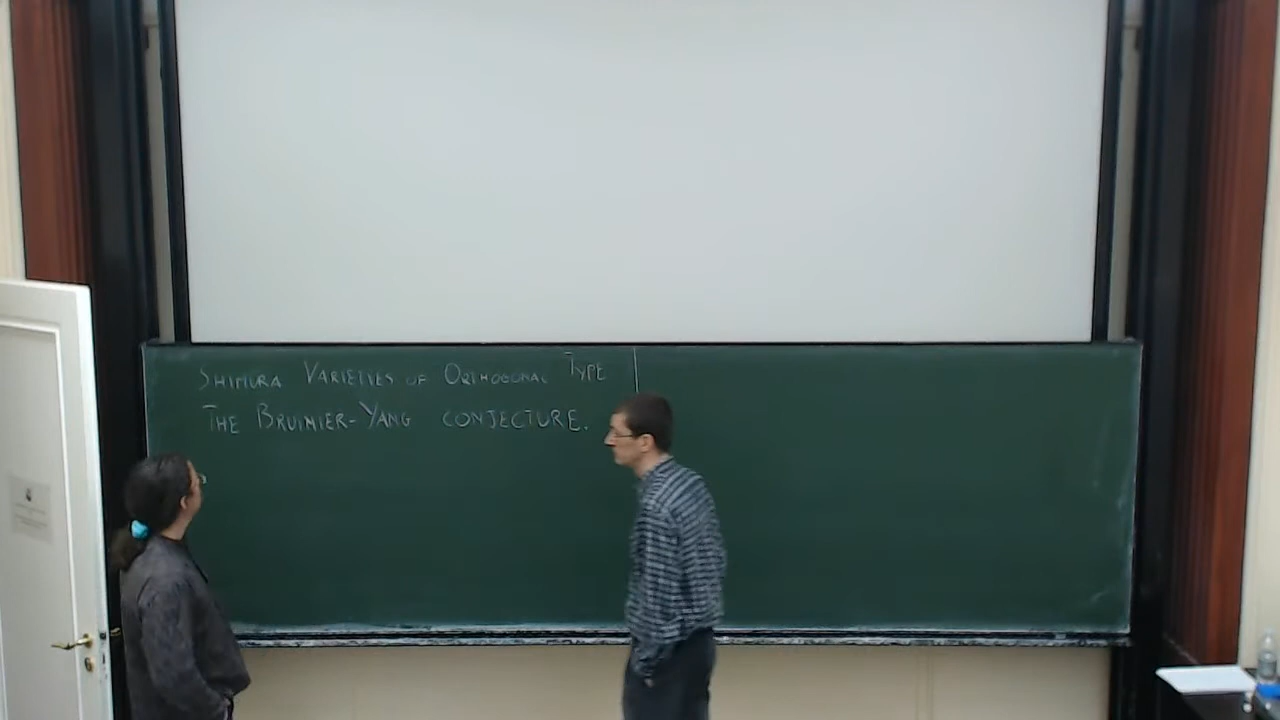 SHIMURA VARIETIES OF ORTHOGONAL TYPE
THE BRUINIER-YANG CONJECTURE.